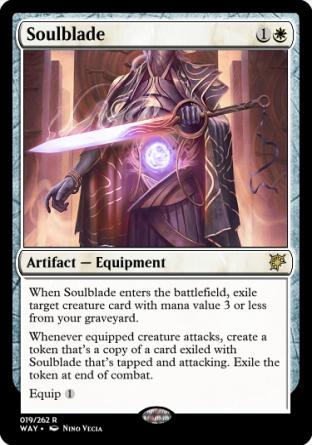 Soulblade 1
Artifact — Equipment
When Soulblade enters the battlefield, exile
target creature card with mana value 3 or less
from your graveyard.
Whenever equipped creature attacks, create a
token that's a copy of a card exiled with
Soulblade that's tapped and attacking. Exile the
token at end of combat.
Equip 1
019/262 R
WAY • Nino Vecia